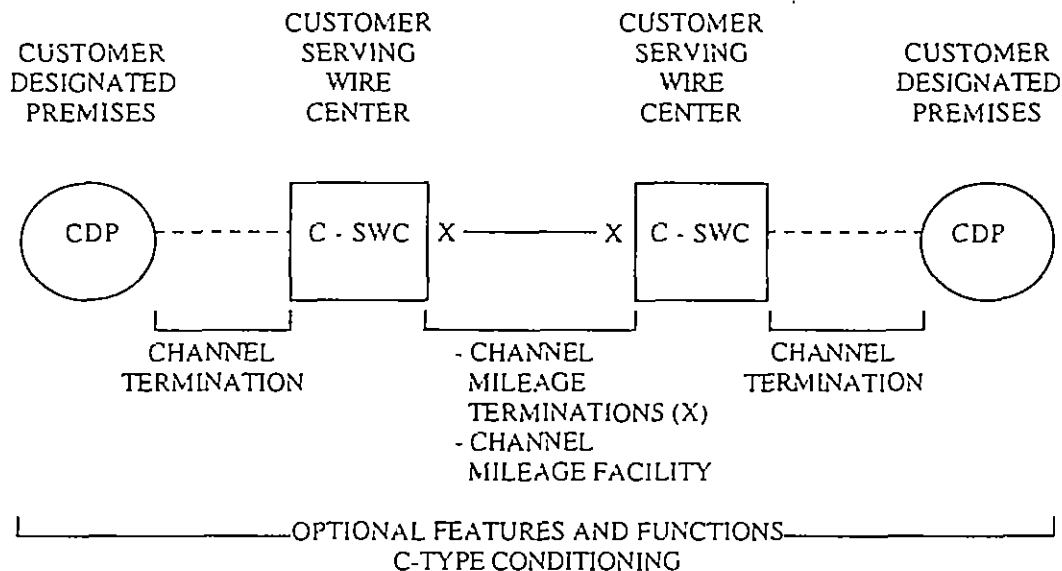 CUSTOMER
DESIGNATED
PREMISES
CUSTOMER
SERVING
WIRE
CENTER
CUSTOMER
SERVING
WIRE
CENTER
CUSTOMER
DESIGNATED
PREMISES
CDP
C - SWC
X
X
C - SWC
CDP
CHANNEL
TERMINATION
- CHANNEL
MILEAGE
TERMINATIONS (X)
- CHANNEL
MILEAGE FACILITY
CHANNEL
TERMINATION
OPTIONAL FEATURES AND FUNCTIONS
C-TYPE CONDITIONING